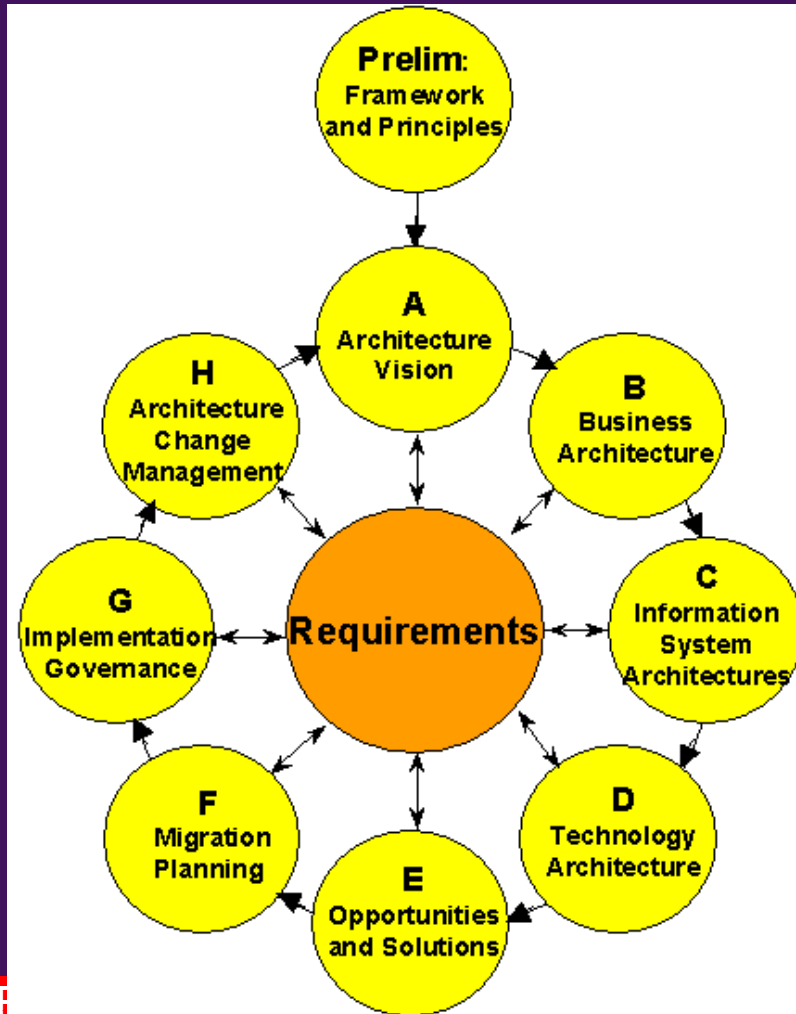 Prelim:
Framework
and Principles
A
Architecture
Vision
B
Business
Architecture
C
Information
System
Architectures
D
Technology
Architecture
E
Opportunities
and Solutions
F
Migration
Planning
G
Implementation
Governance
H
Architecture
Change
Management
Requirements